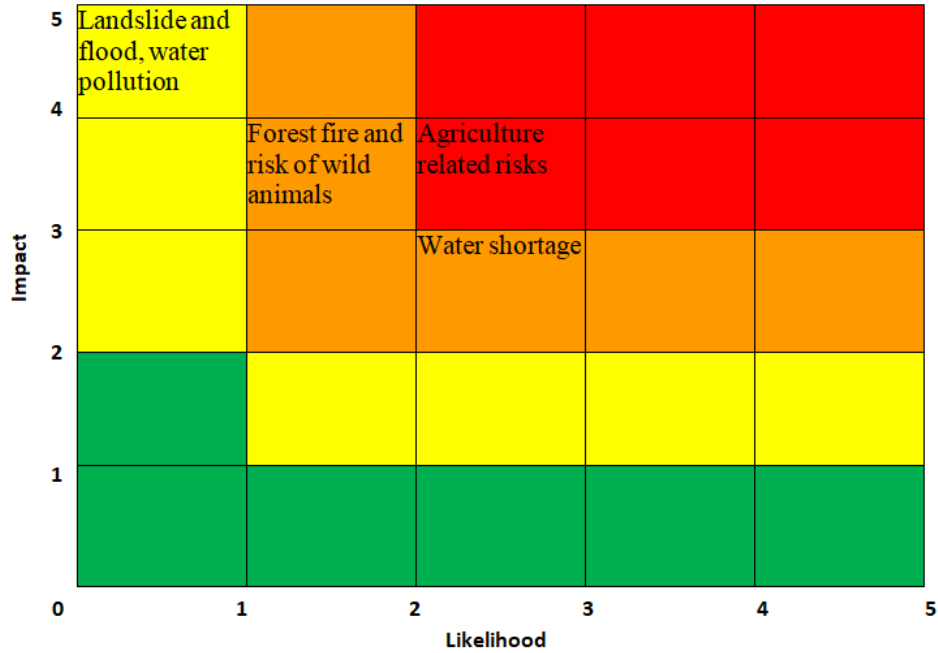 5
Landslide and
flood, water
pollution
4
Forest fire and
risk of wild
animals
Agriculture
related risks
3
Water shortage
Impact
2
1
0
1
2
3
4
5
Likelihood